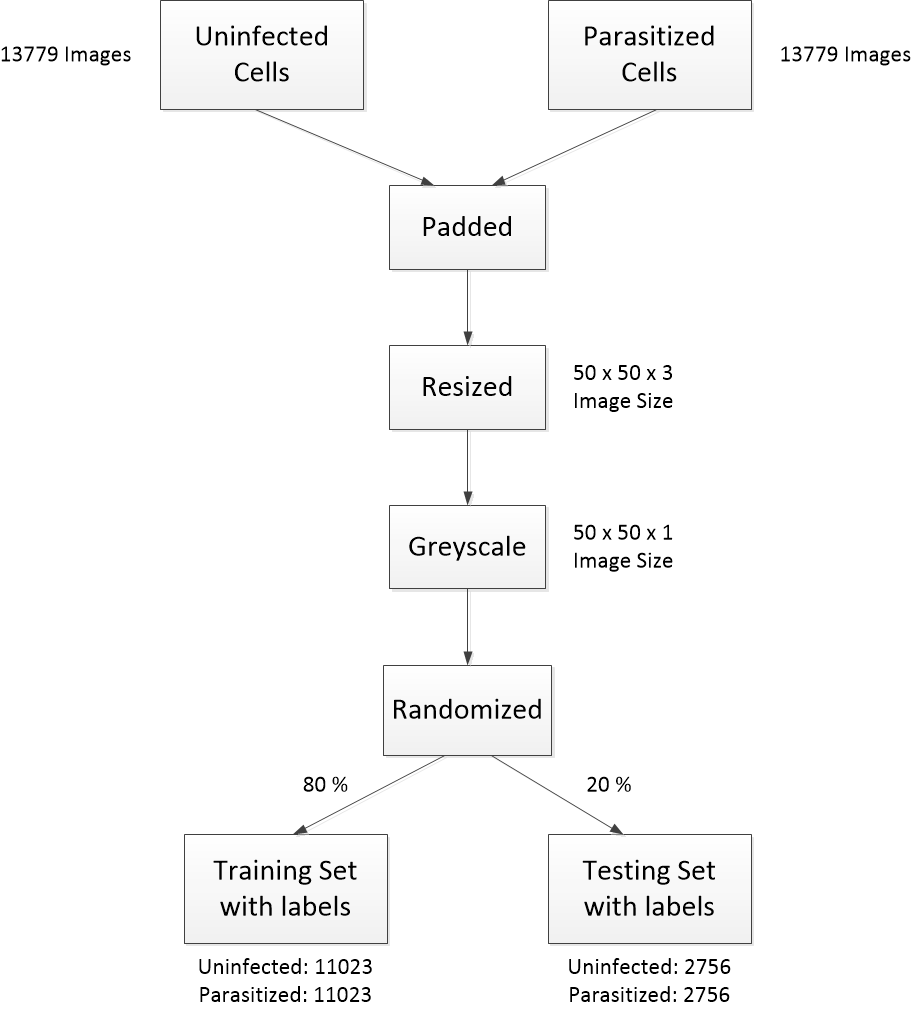 Uninfected
Cells
13779 Images
Parasitized
Cells
13779 Images
Padded
Resized
50 x 50 x 3
Image Size
Greyscale
50 x 50 x 1
Image Size
Randomized
80 %
20 %
Training Set
with labels
Testing Set
with labels
Uninfected: 11023
Parasitized: 11023
Uninfected: 2756
Parasitized: 2756